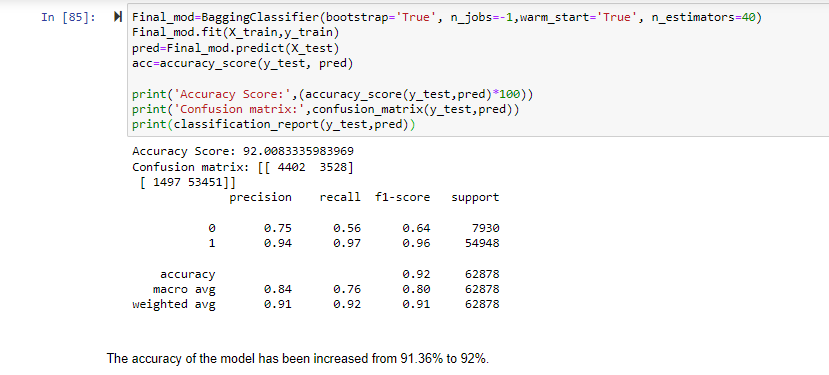 In [85]:
Final_mod=BaggingClassifier(bootstrap='True', n_jobs=-1,warm_start='True', n_estimators=40)
Final_mod.fit(X_train,y_train)
pred=Final_mod.predict(X_test)
acc=accuracy_score(y_test, pred)
print('Accuracy Score:',(accuracy_score(y_test,pred)*100))
print('Confusion matrix:',confusion_matrix(y_test,pred))
print(classification_report(y_test,pred))
Accuracy Score: 92.0083335983969
Confusion matrix: [[ 4402 3528]
[ 1497 53451]]
precision recall f1-score support
0 0.75 0.56 0.64 7930
1 0.94 0.97 0.96 54948
accuracy 0.92 62878
macro avg 0.84 0.76 0.80 62878
weighted avg 0.91 0.92 0.91 62878
The accuracy of the model has been increased from 91.36% to 92%.